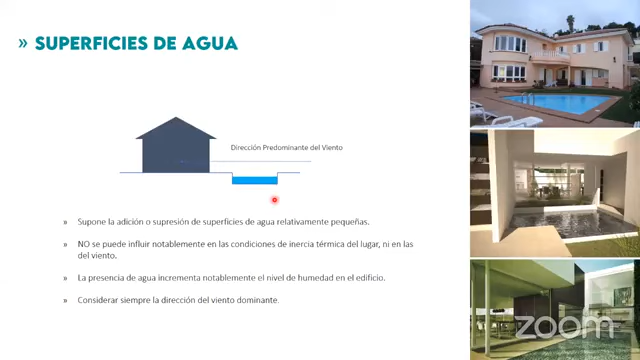 » SUPERFICIES DE AGUA
Dirección Predominante del Viento
» Supone la adición o supresión de superficies de agua relativamente pequeñas.
» NO se puede influir notablemente en las condiciones de inercia térmica del lugar, ni en las
del viento.
» La presencia de agua incrementa notablemente el nivel de humedad en el edificio.
» Considerar siempre la dirección del viento dominante.
zoom